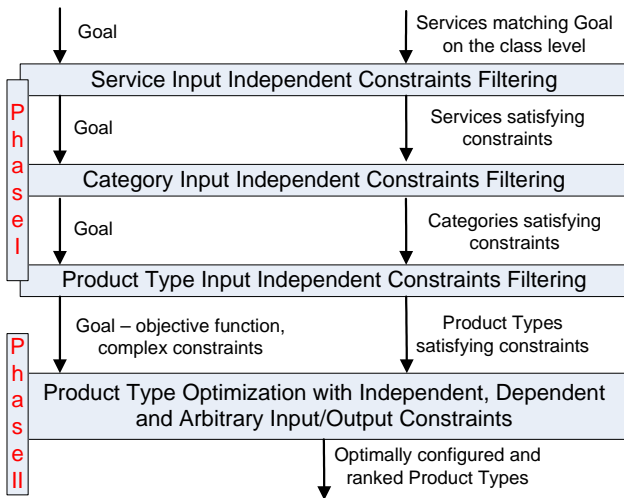 Goal
Services matching Goal
on the class level
Service Input Independent Constraints Filtering
Phase I
Goal
Services satisfying
constraints
Category Input Independent Constraints Filtering
Goal
Categories satisfying
constraints
Product Type Input Independent Constraints Filtering
Goal – objective function,
complex constraints
Product Types
satisfying constraints
Phase II
Product Type Optimization with Independent, Dependent
and Arbitrary Input/Output Constraints
Optimally configured and
ranked Product Types